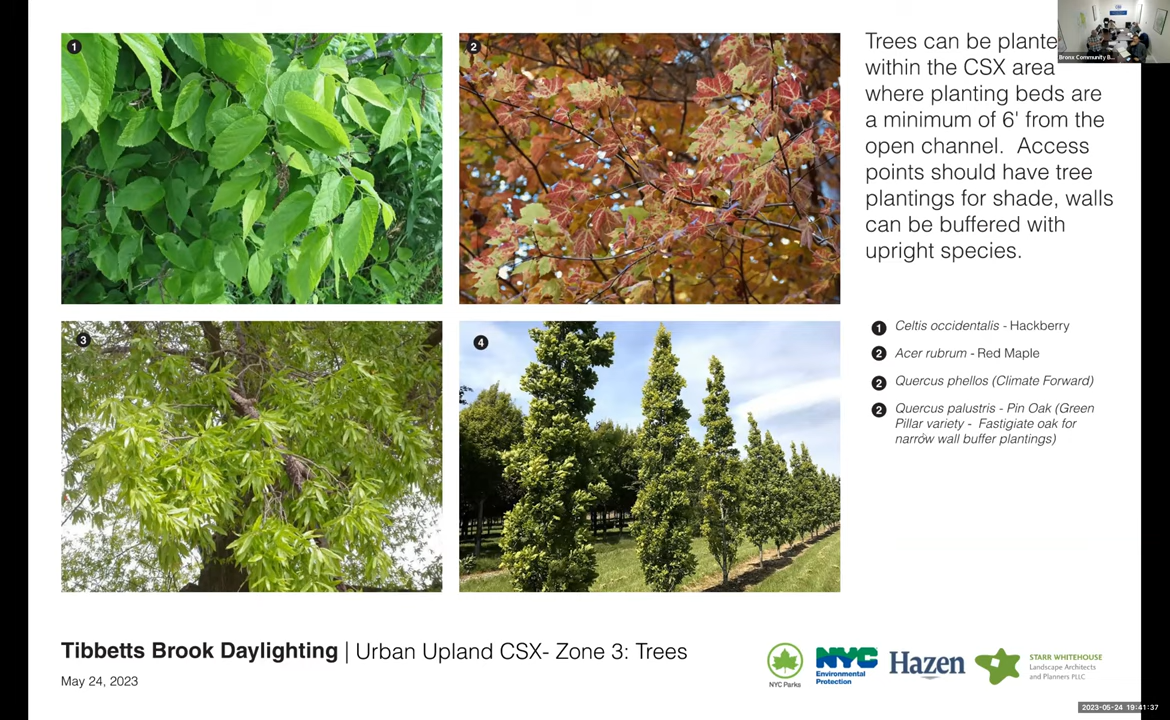 1
2
3
4
Trees can be plante
within the CSX area
where planting beds are
a minimum of 6' from the
open channel. Access
points should have tree
plantings for shade, walls
can be buffered with
upright species.
Bronx Community B...
1 Celtis occidentalis - Hackberry
2 Acer rubrum - Red Maple
2 Quercus phellos (Climate Forward)
2 Quercus palustris - Pin Oak (Green
Pillar variety - Fastigiate oak for
narrow wall buffer plantings)
Tibbetts Brook Daylighting | Urban Upland CSX- Zone 3: Trees
May 24, 2023
NYC Parks
NYC
Environmental
Protection
Hazen
STARR WHITEHOUSE
Landscape Architects
and Planners PLLC
2023-05-24 19:41:37